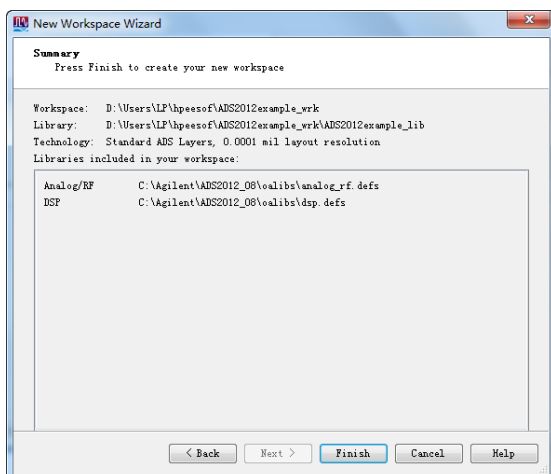 New Workspace Wizard
Summary
Press Finish to create your new workspace
Workspace: D:\Users\LP\hpeesof\ADS2012example_wrk
Library: D:\Users\LP\hpeesof\ADS2012example_wrk\ADS2012example_lib
Technology: Standard ADS Layers, 0.0001 mil layout resolution
Libraries included in your workspace:
Analog/RF C:\Agilent\ADS2012_08\oalibs\analog_rf.defs
DSP C:\Agilent\ADS2012_08\oalibs\dsp.defs
< Back Next > Finish Cancel Help